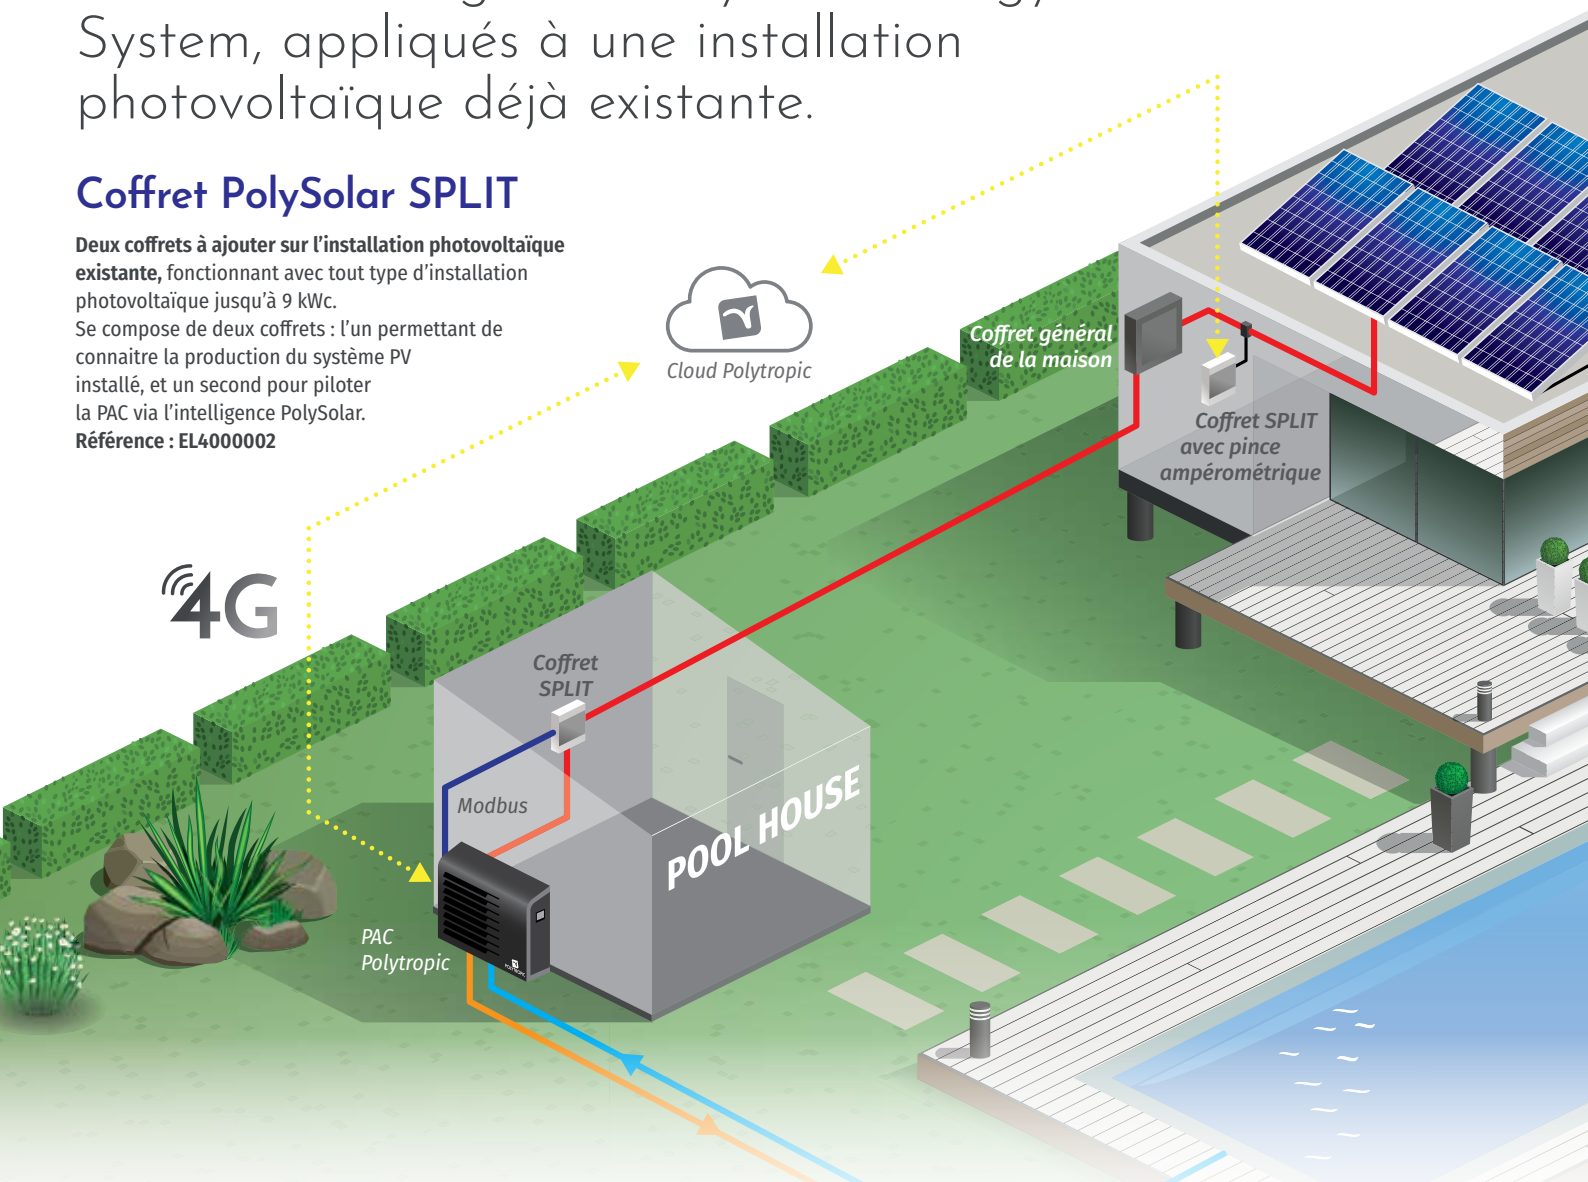 System, appliqués à une installation
photovoltaïque déjà existante.
Coffret PolySolar SPLIT
Deux coffrets à ajouter sur l’installation photovoltaïque
existante, fonctionnant avec tout type d’installation
photovoltaïque jusqu’à 9 kWc.
Se compose de deux coffrets : l’un permettant de
connaitre la production du système PV
installé, et un second pour piloter
la PAC via l’intelligence PolySolar.
Référence : EL4000002
Cloud Polytropic
Coffret général
de la maison
Coffret SPLIT
avec pince
ampérométrique
4G
Coffret
SPLIT
Modbus
POOL HOUSE
PAC
Polytropic
POLYTROPIC